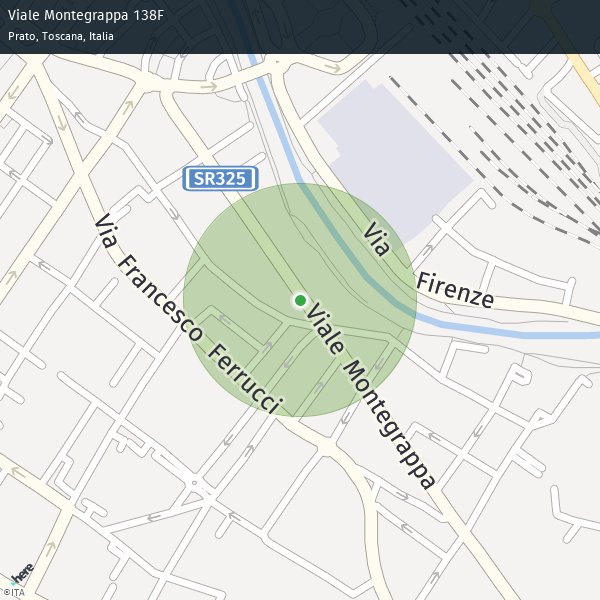 Viale Montegrappa 138F
Prato, Toscana, Italia
SR325
Via Firenze
Via Francesco Ferrucci
Viale Montegrappa
here
©ITA